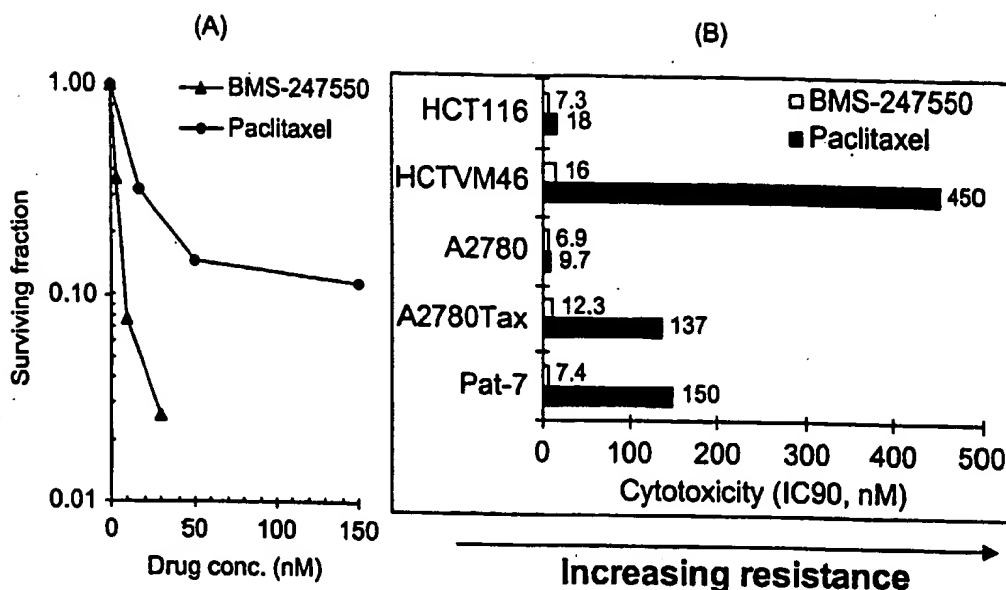 (A)
(B)
1.00
0.10
0.01
Surviving fraction
0
50
100
150
Drug conc. (nM)
BMS-247550
Paclitaxel
HCT116
7.3
18
HCTVM46
16
450
A2780
6.9
9.7
A2780Tax
12.3
137
Pat-7
7.4
150
BMS-247550
Paclitaxel
0
100
200
300
400
500
Cytotoxicity (IC90, nM)
Increasing resistance